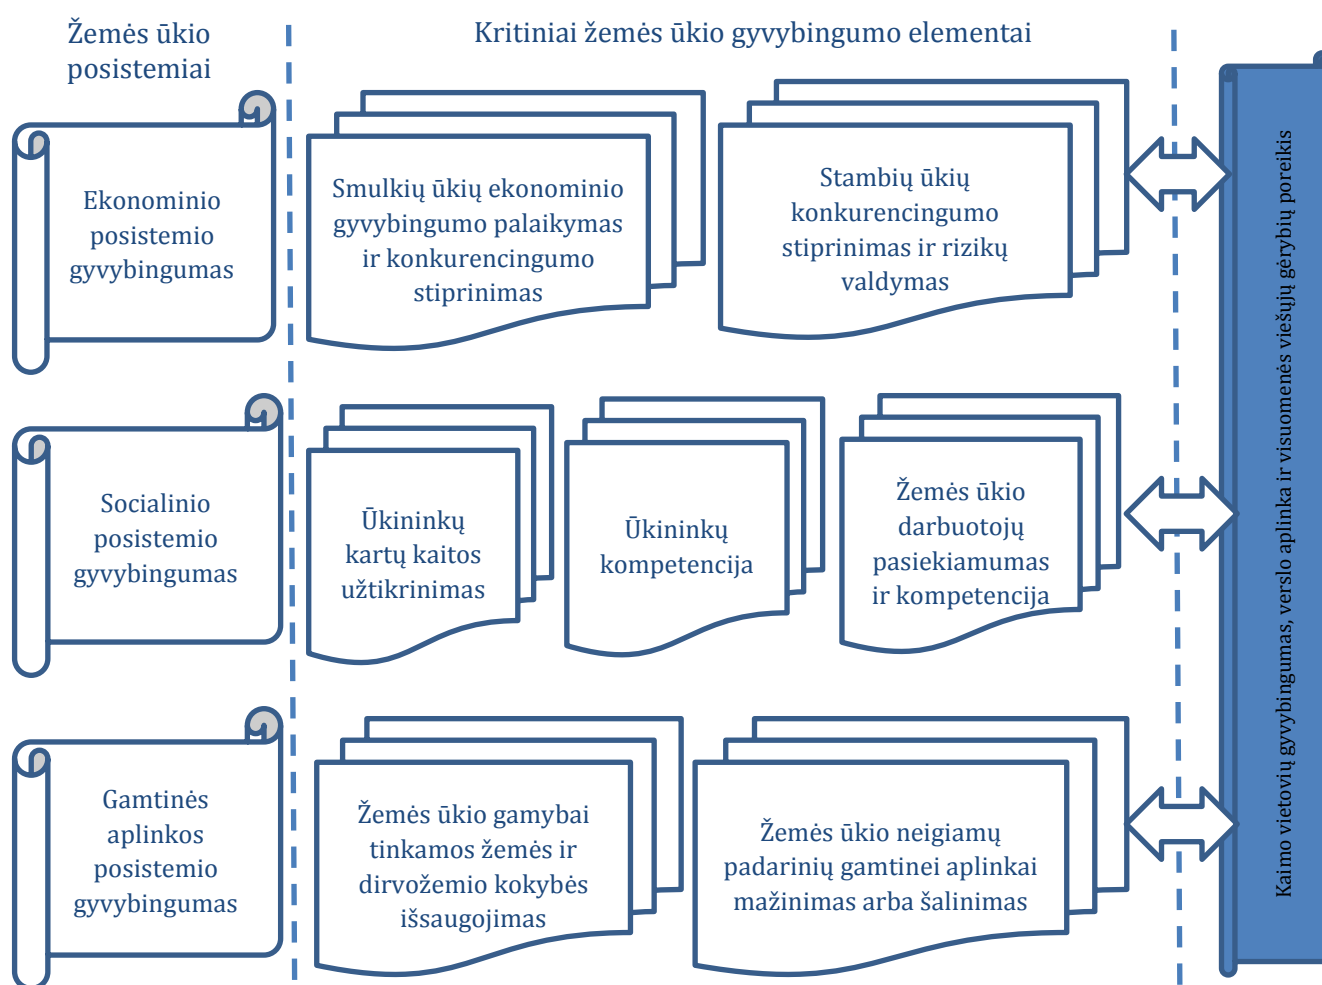 Žemės ūkio
posistemiai
Kritiniai žemės ūkio gyvybingumo elementai
Ekonominio
posistemio
gyvybingumas
Smulkių ūkių ekonominio
gyvybingumo palaikymas
ir konkurencingumo
stiprinimas
Stambių ūkių
konkurencingumo
stiprinimas ir rizikų
valdymas
Socialinio
posistemio
gyvybingumas
Ūkininkų
kartų kaitos
užtikrinimas
Ūkininkų
kompetencija
Žemės ūkio
darbuotojų
pasiekiamumas
ir kompetencija
Gamtinės
aplinkos
posistemio
gyvybingumas
Žemės ūkio gamybai
tinkamos žemės ir
dirvožemio kokybės
išsaugojimas
Žemės ūkio neigiamų
padarinių gamtinei aplinkai
mažinimas arba šalinimas
Kaimo vietovių gyvybingumas, verslo aplinka ir visuomenės viešųjų gėrybių poreikis